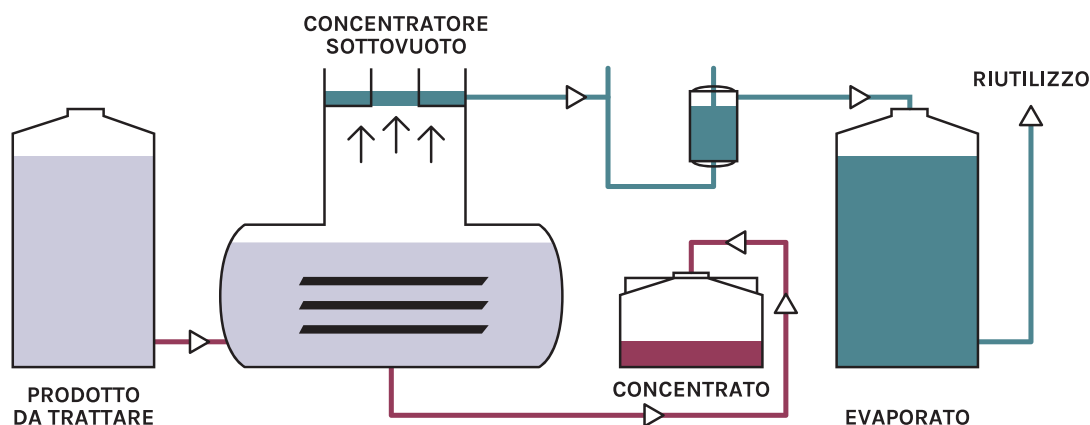 CONCENTRATORE
SOTTOVUOTO
RIUTILIZZO
PRODOTTO
DA TRATTARE
CONCENTRATO
EVAPORATO